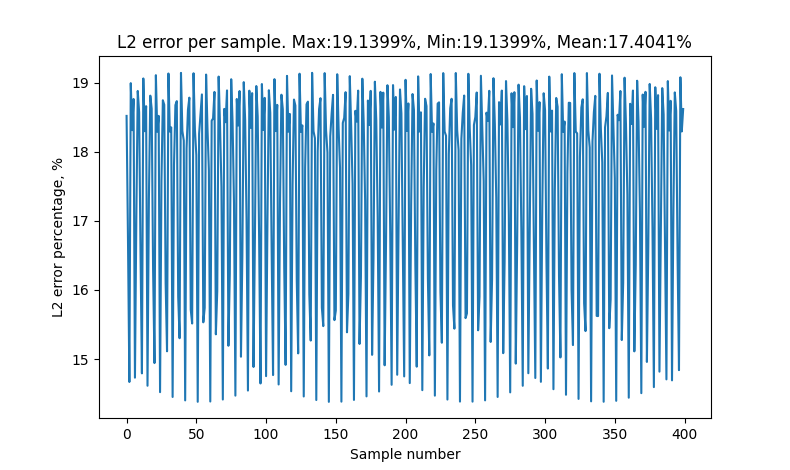 L2 error per sample. Max:19.1399%, Min:19.1399%, Mean:17.4041%
19
18
17
16
15
L2 error percentage, %
0 50 100 150 200 250 300 350 400
Sample number